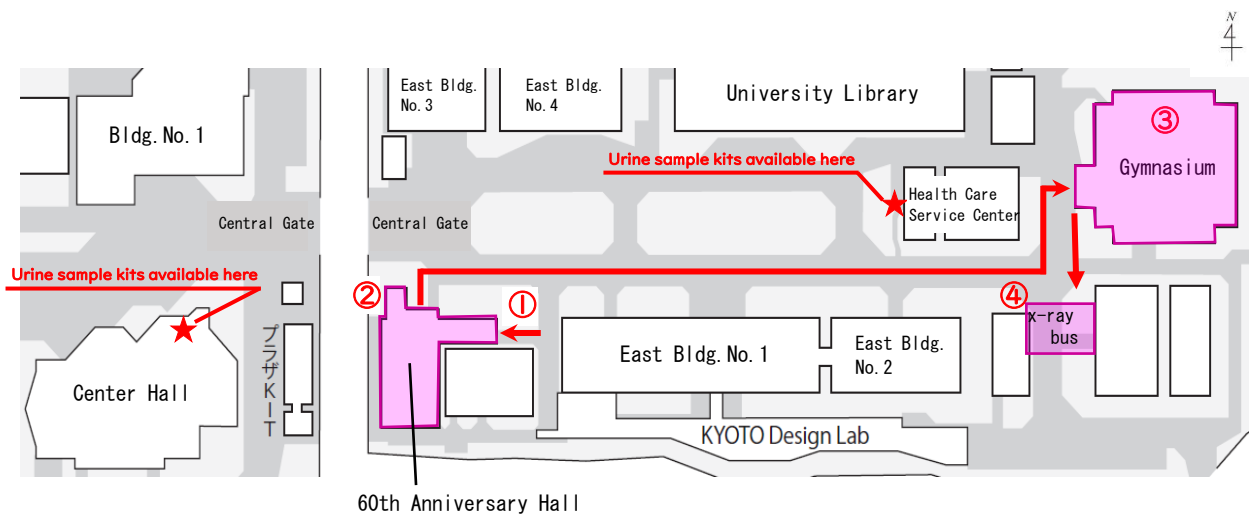 N
East Bldg.
No. 3
East Bldg.
No. 4
University Library
③
Bldg. No. 1
Urine sample kits available here
Gymnasium
Health Care
Service Center
Central Gate
Central Gate
Urine sample kits available here
②
①
④
x-ray
bus
プラザKIT
East Bldg. No. 1
East Bldg.
No. 2
Center Hall
KYOTO Design Lab
60th Anniversary Hall